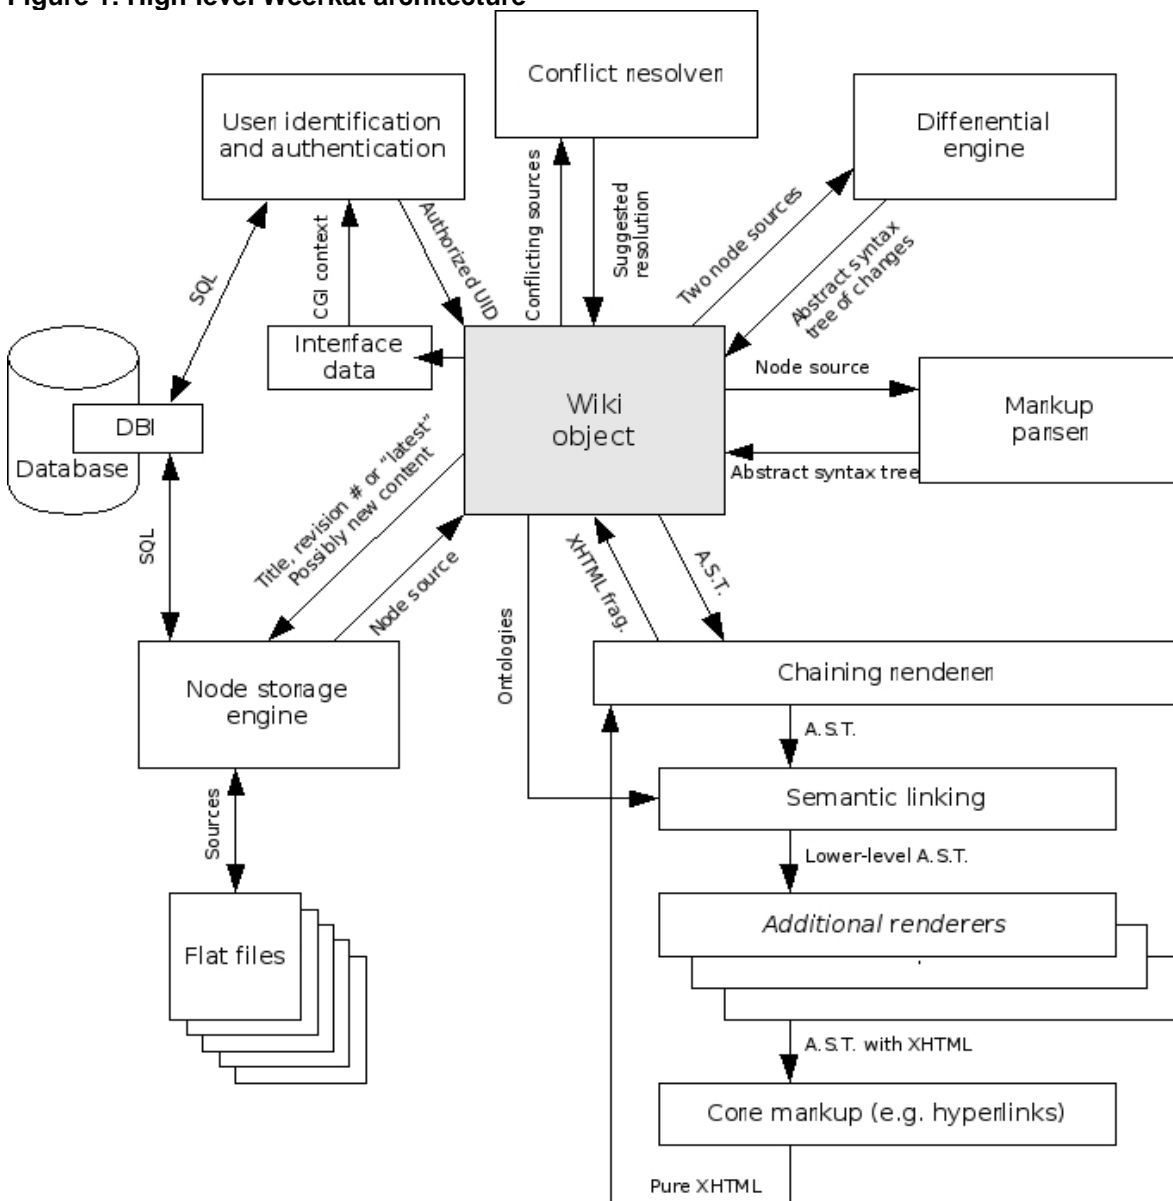 Figure 1. High-level Weerkat architecture
Conflict resolver
User identification
and authentication
Differential
engine
Conflicting sources
Suggested
resolution
Two node sources
Abstract syntax
tree of changes
Authorized UID
CGI context
SQL
Interface
data
Wiki
object
Node source
Markup
parser
Abstract syntax tree
DBI
Database
Title, revision # or “latest”
Possibly new content
Node source
SQL
XHTML frag.
A.S.T.
Ontologies
Node storage
engine
Chaining renderer
A.S.T.
Semantic linking
Sources
Lower-level A.S.T.
Flat files
Additional renderers
A.S.T. with XHTML
Core markup (e.g. hyperlinks)
Pure XHTML